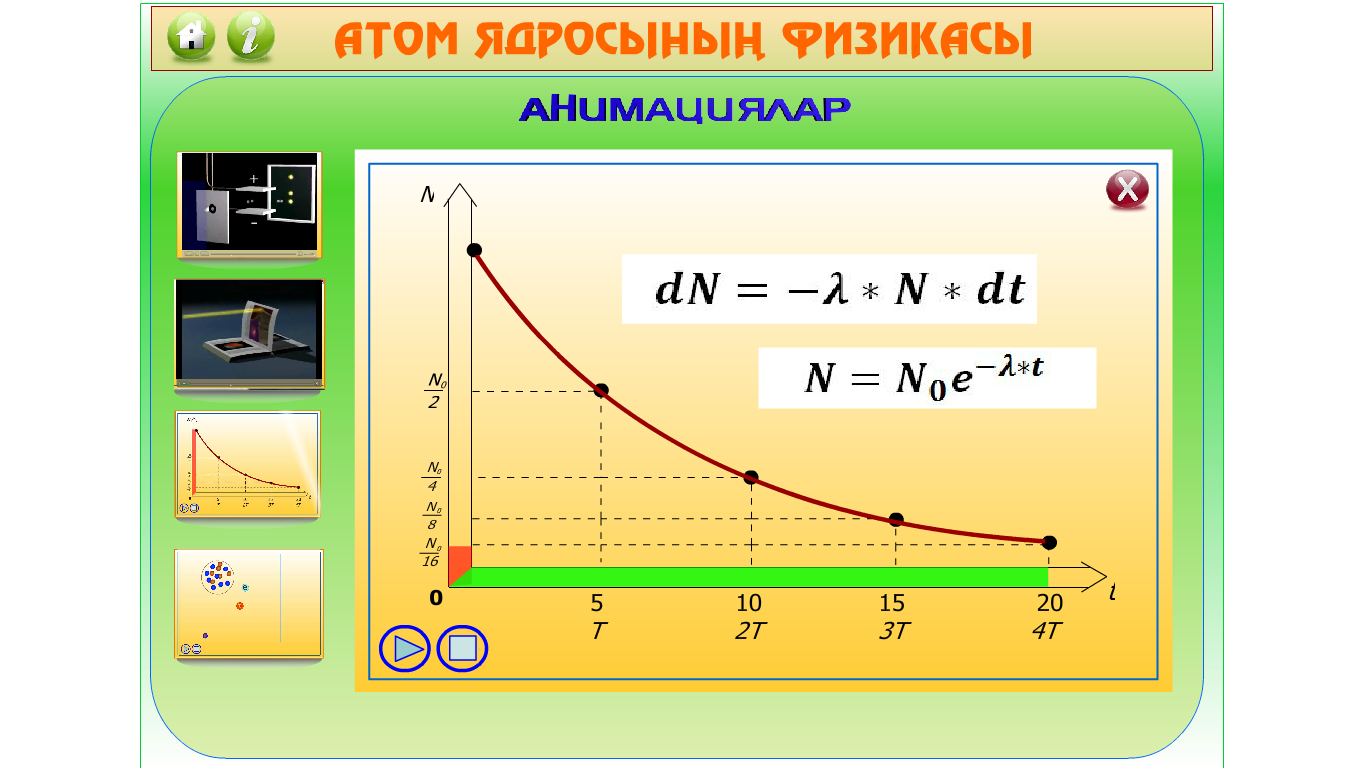 АТОМ ЯДРОСЫНЫҢ ФИЗИКАСЫ
АНИМАЦИЯЛАР
N
dN = −λ ∗ N ∗ dt
N = N₀e^(−λ∗t)
N₀/2
N₀/4
N₀/8
N₀/16
0
5 10 15 20
T 2T 3T 4T
t